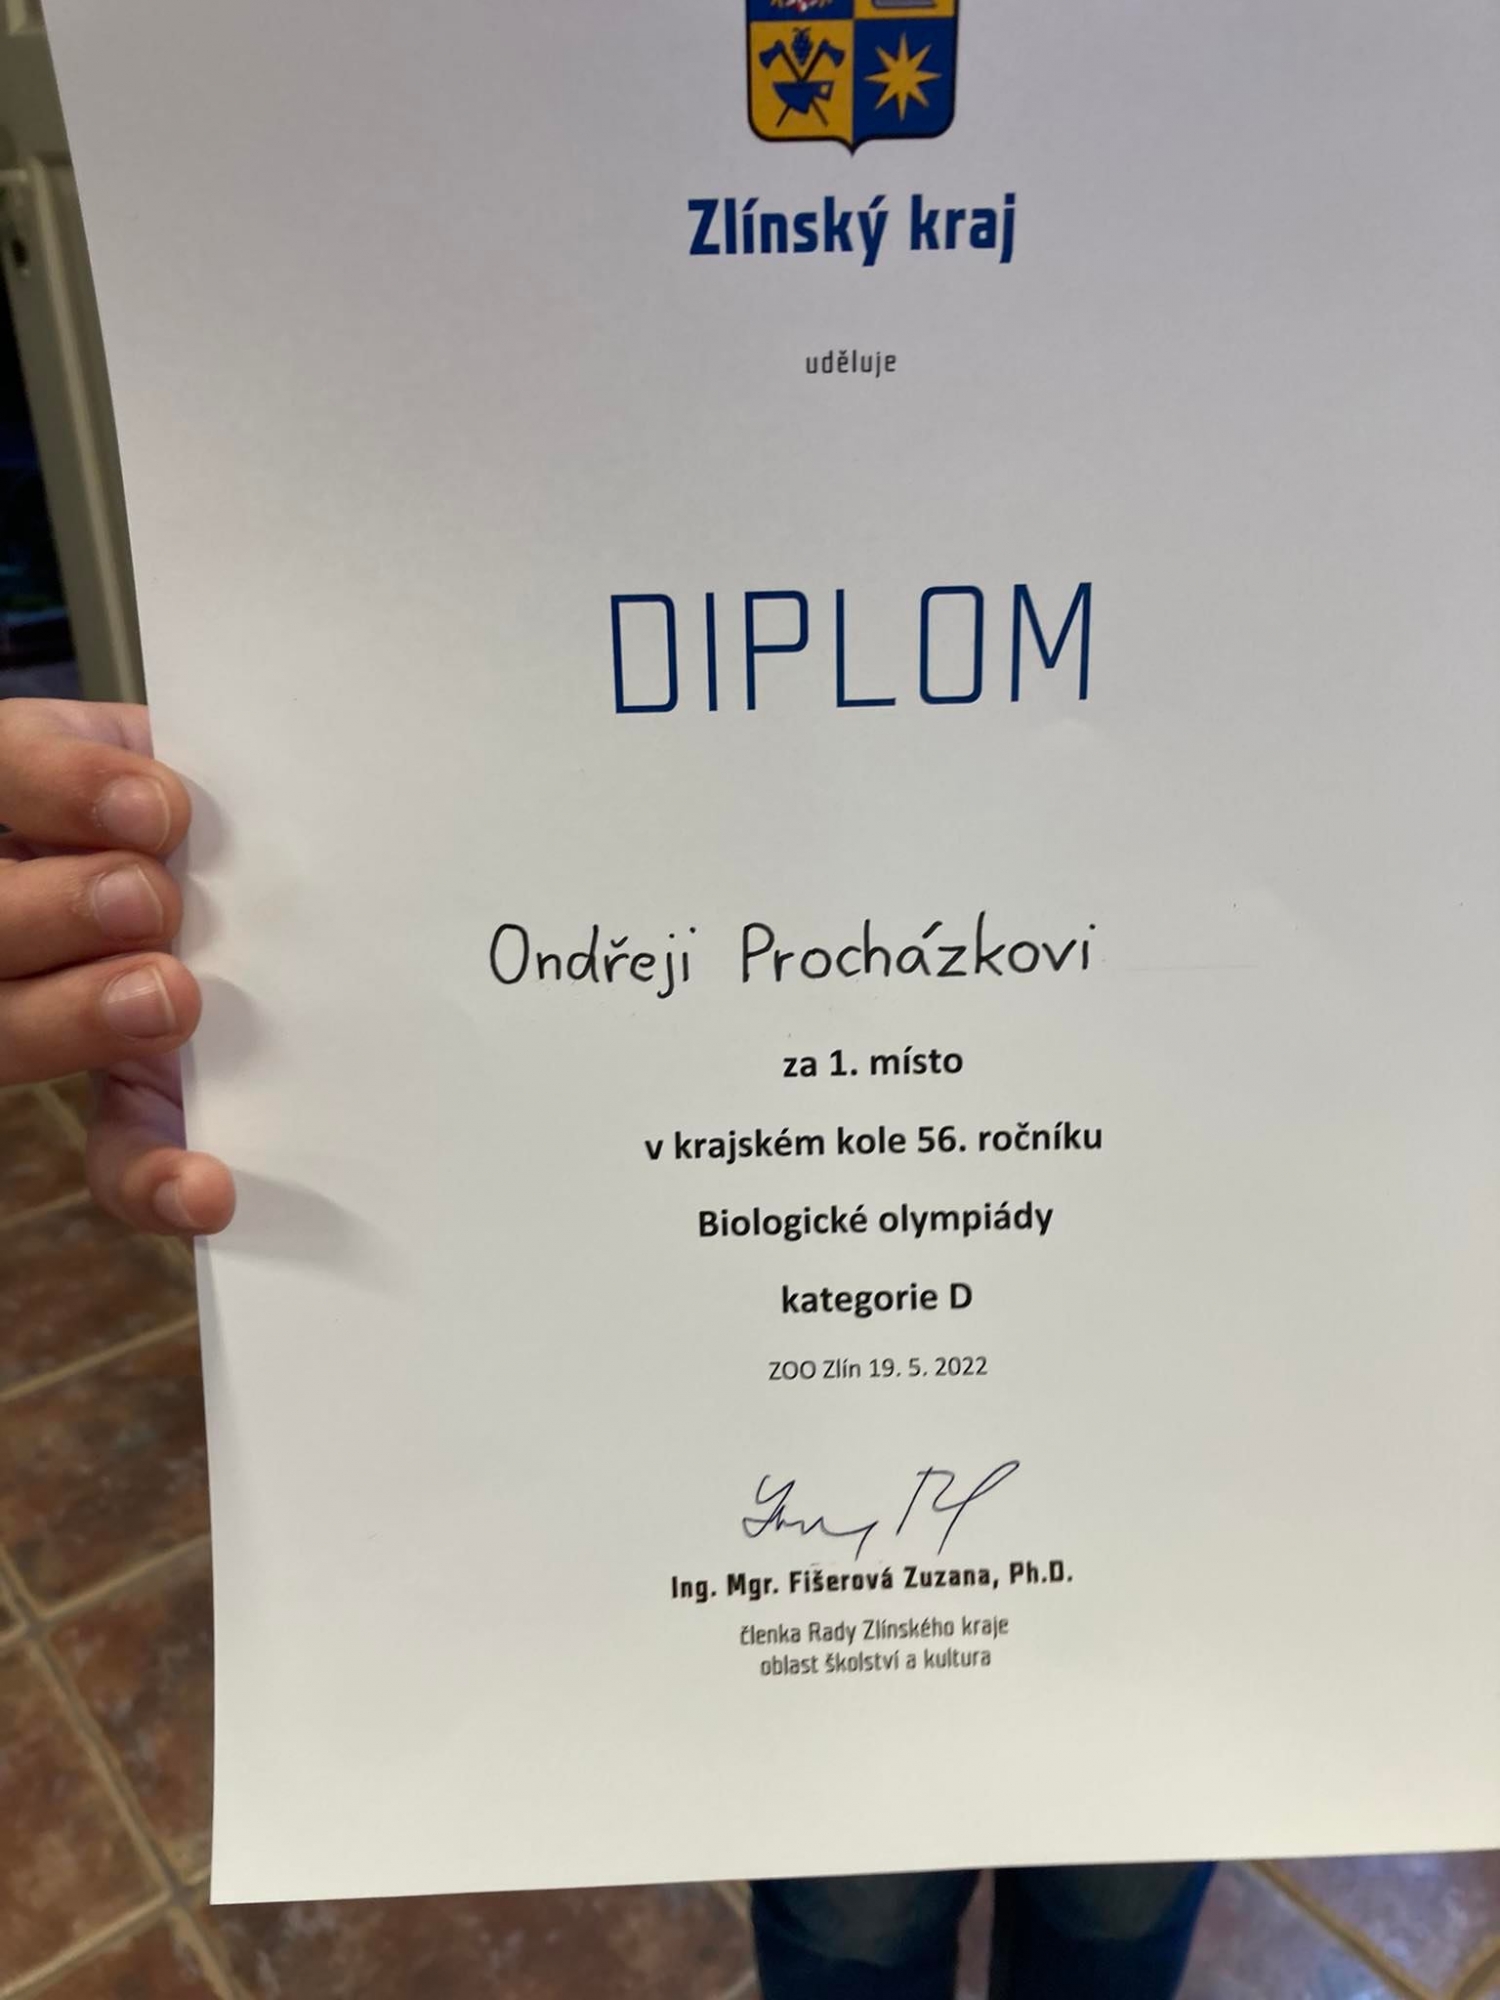 Zlínský kraj
uděluje
DIPLOM
Ondřeji Procházkovi
za 1. místo
v krajském kole 56. ročníku
Biologické olympiády
kategorie D
ZOO Zlín 19. 5. 2022
Ing. Mgr. Fišerová Zuzana, Ph.D.
členka Rady Zlínského kraje
oblast školství a kultura